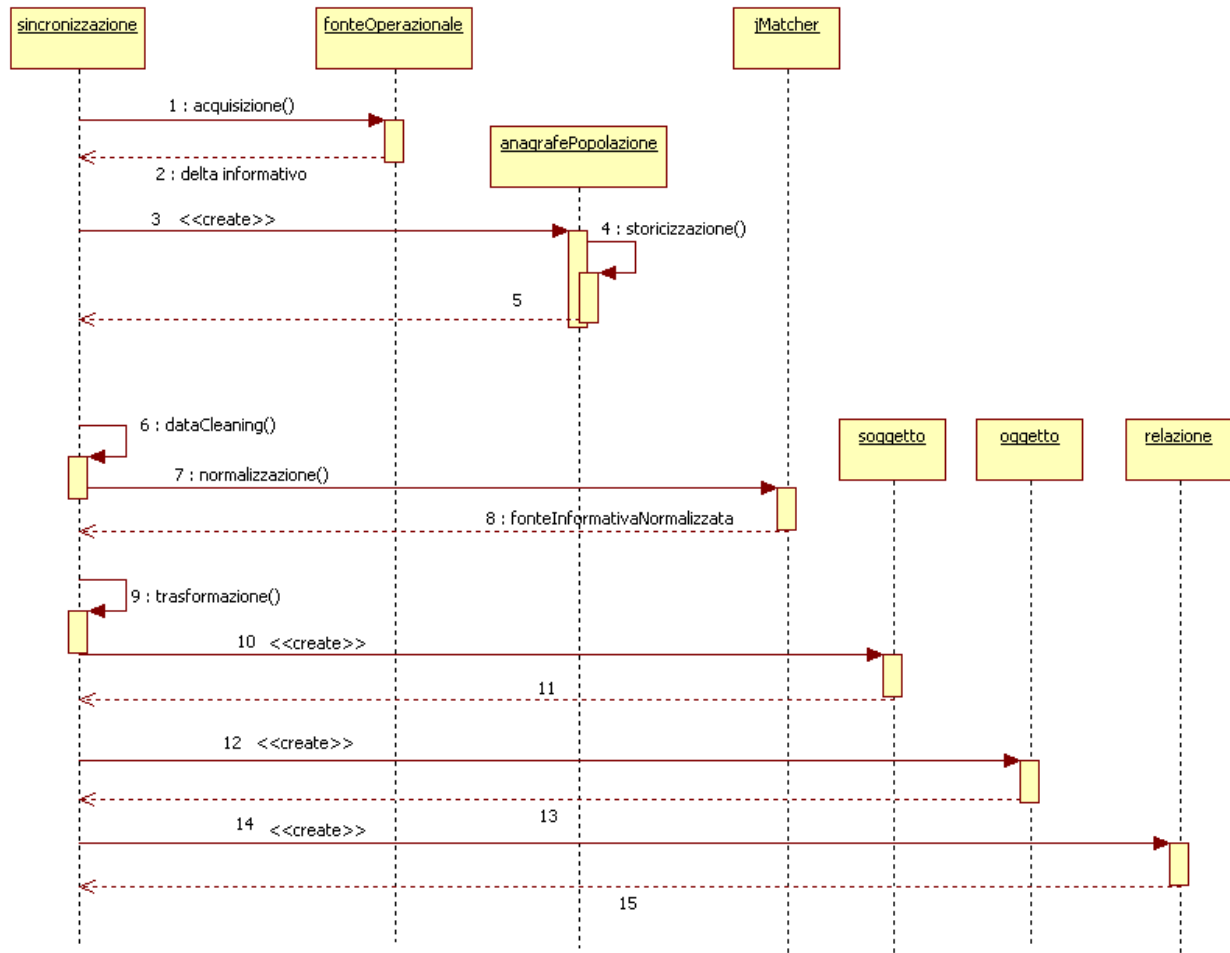 sincronizzazione
fonteOperazionale
jMatcher
1 : acquisizione()
anagrafePopolazione
2 : delta informativo
3 <<create>>
4 : storicizzazione()
5
6 : dataCleaning()
soggetto
oggetto
relazione
7 : normalizzazione()
8 : fonteInformativaNormalizzata
9 : trasformazione()
10 <<create>>
11
12 <<create>>
13
14 <<create>>
15